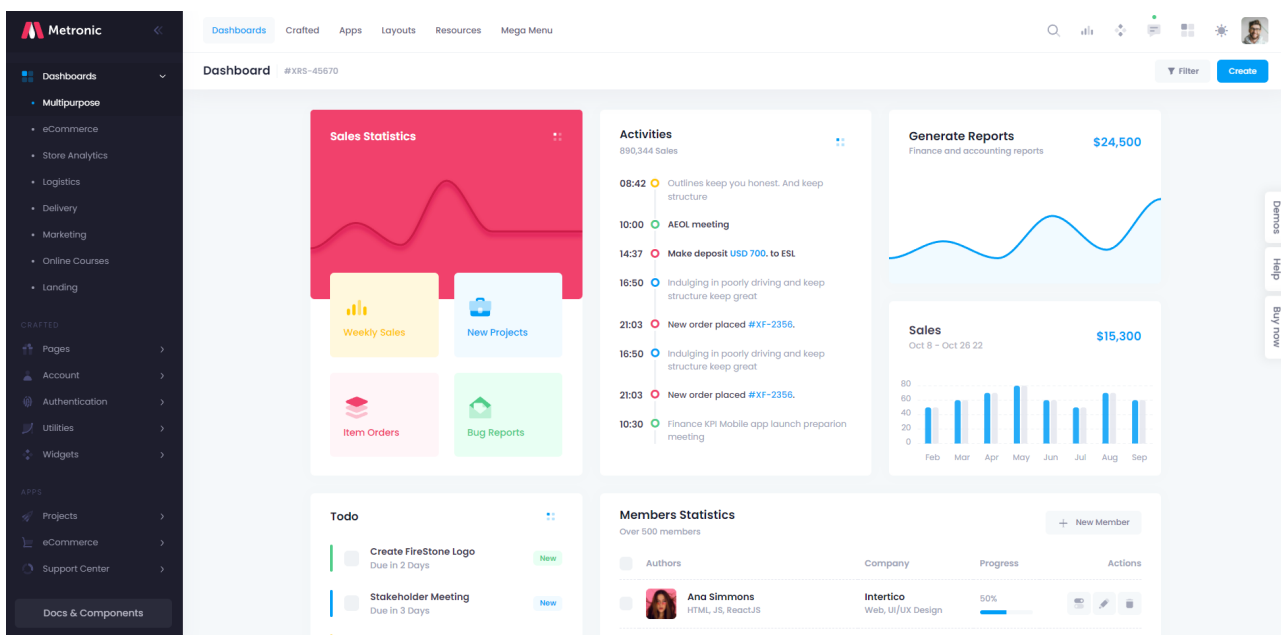 Metronic
Dashboards
Multipurpose
eCommerce
Store Analytics
Logistics
Delivery
Marketing
Online Courses
Landing
CRAFTED
Pages
Account
Authentication
Utilities
Widgets
APPS
Projects
eCommerce
Support Center
Docs & Components
Dashboards Crafted Apps Layouts Resources Mega Menu
Dashboard #XRS-45670
Filter Create
Sales Statistics
Weekly Sales
New Projects
Item Orders
Bug Reports
Activities
890,344 Sales
08:42 Outlines keep you honest. And keep
structure
10:00 AEOL meeting
14:37 Make deposit USD 700. to ESL
16:50 Indulging in poorly driving and keep
structure keep great
21:03 New order placed #XF-2356.
16:50 Indulging in poorly driving and keep
structure keep great
21:03 New order placed #XF-2356.
10:30 Finance KPI Mobile app launch preparion
meeting
Generate Reports
Finance and accounting reports
$24,500
Sales
Oct 8 - Oct 26 22
$15,300
80
60
40
20
0
Feb Mar Apr May Jun Jul Aug Sep
Todo
Create FireStone Logo
Due in 2 Days
New
Stakeholder Meeting
Due in 3 Days
New
Members Statistics
Over 500 members
New Member
Authors Company Progress Actions
Ana Simmons
HTML, JS, ReactJS
Intertico
Web, UI/UX Design
50%
Demos
Help
Buy now